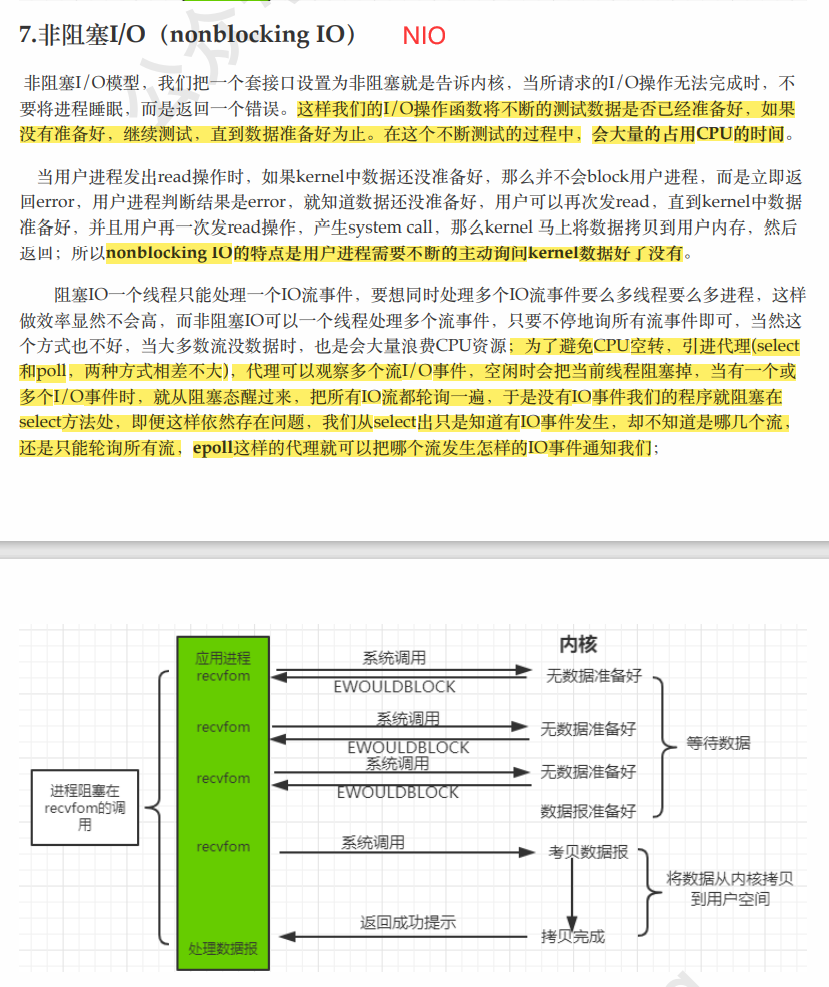 7.非阻塞I/O（nonblocking IO） NIO
非阻塞I/O模型，我们把一个套接口设置为非阻塞就是告诉内核，当所请求的I/O操作无法完成时，不
要将进程睡眠，而是返回一个错误。这样我们的I/O操作函数将不断的测试数据是否已经准备好，如果
没有准备好，继续测试，直到数据准备好为止。在这个不断测试的过程中，会大量的占用CPU的时间。
当用户进程发出read操作时，如果kernel中数据还没准备好，那么并不会block用户进程，而是立即返
回error，用户进程判断结果是error，就知道数据还没准备好，用户可以再次发read，直到kernel中数据
准备好，并且用户再一次发read操作，产生system call，那么kernel 马上将数据拷贝到用户内存，然后
返回；所以nonblocking IO的特点是用户进程需要不断的主动询问kernel数据好了没有。
阻塞IO一个线程只能处理一个IO流事件，要想同时处理多个IO流事件要么多线程要么多进程，这样
做效率显然不会高，而非阻塞IO可以一个线程处理多个流事件，只要不停地询所有流事件即可，当然这
个方式也不好，当大多数流没数据时，也是会大量浪费CPU资源；为了避免CPU空转，引进代理(select
和poll，两种方式相差不大)，代理可以观察多个流I/O事件，空闲时会把当前线程阻塞掉，当有一个或
多个I/O事件时，就从阻塞态醒过来，把所有IO流都轮询一遍，于是没有IO事件我们的程序就阻塞在
select方法处，即便这样依然存在问题，我们从select出只是知道有IO事件发生，却不知道是哪几个流，
还是只能轮询所有流，epoll这样的代理就可以把哪个流发生怎样的IO事件通知我们；
内核
应用进程
recvfom
系统调用
EWOULDBLOCK
无数据准备好
recvfom
系统调用
EWOULDBLOCK
无数据准备好
等待数据
recvfom
系统调用
EWOULDBLOCK
无数据准备好
数据报准备好
进程阻塞在
recvfom的调
用
recvfom
系统调用
考贝数据报
将数据从内核拷贝
到用户空间
返回成功提示
拷贝完成
处理数据报